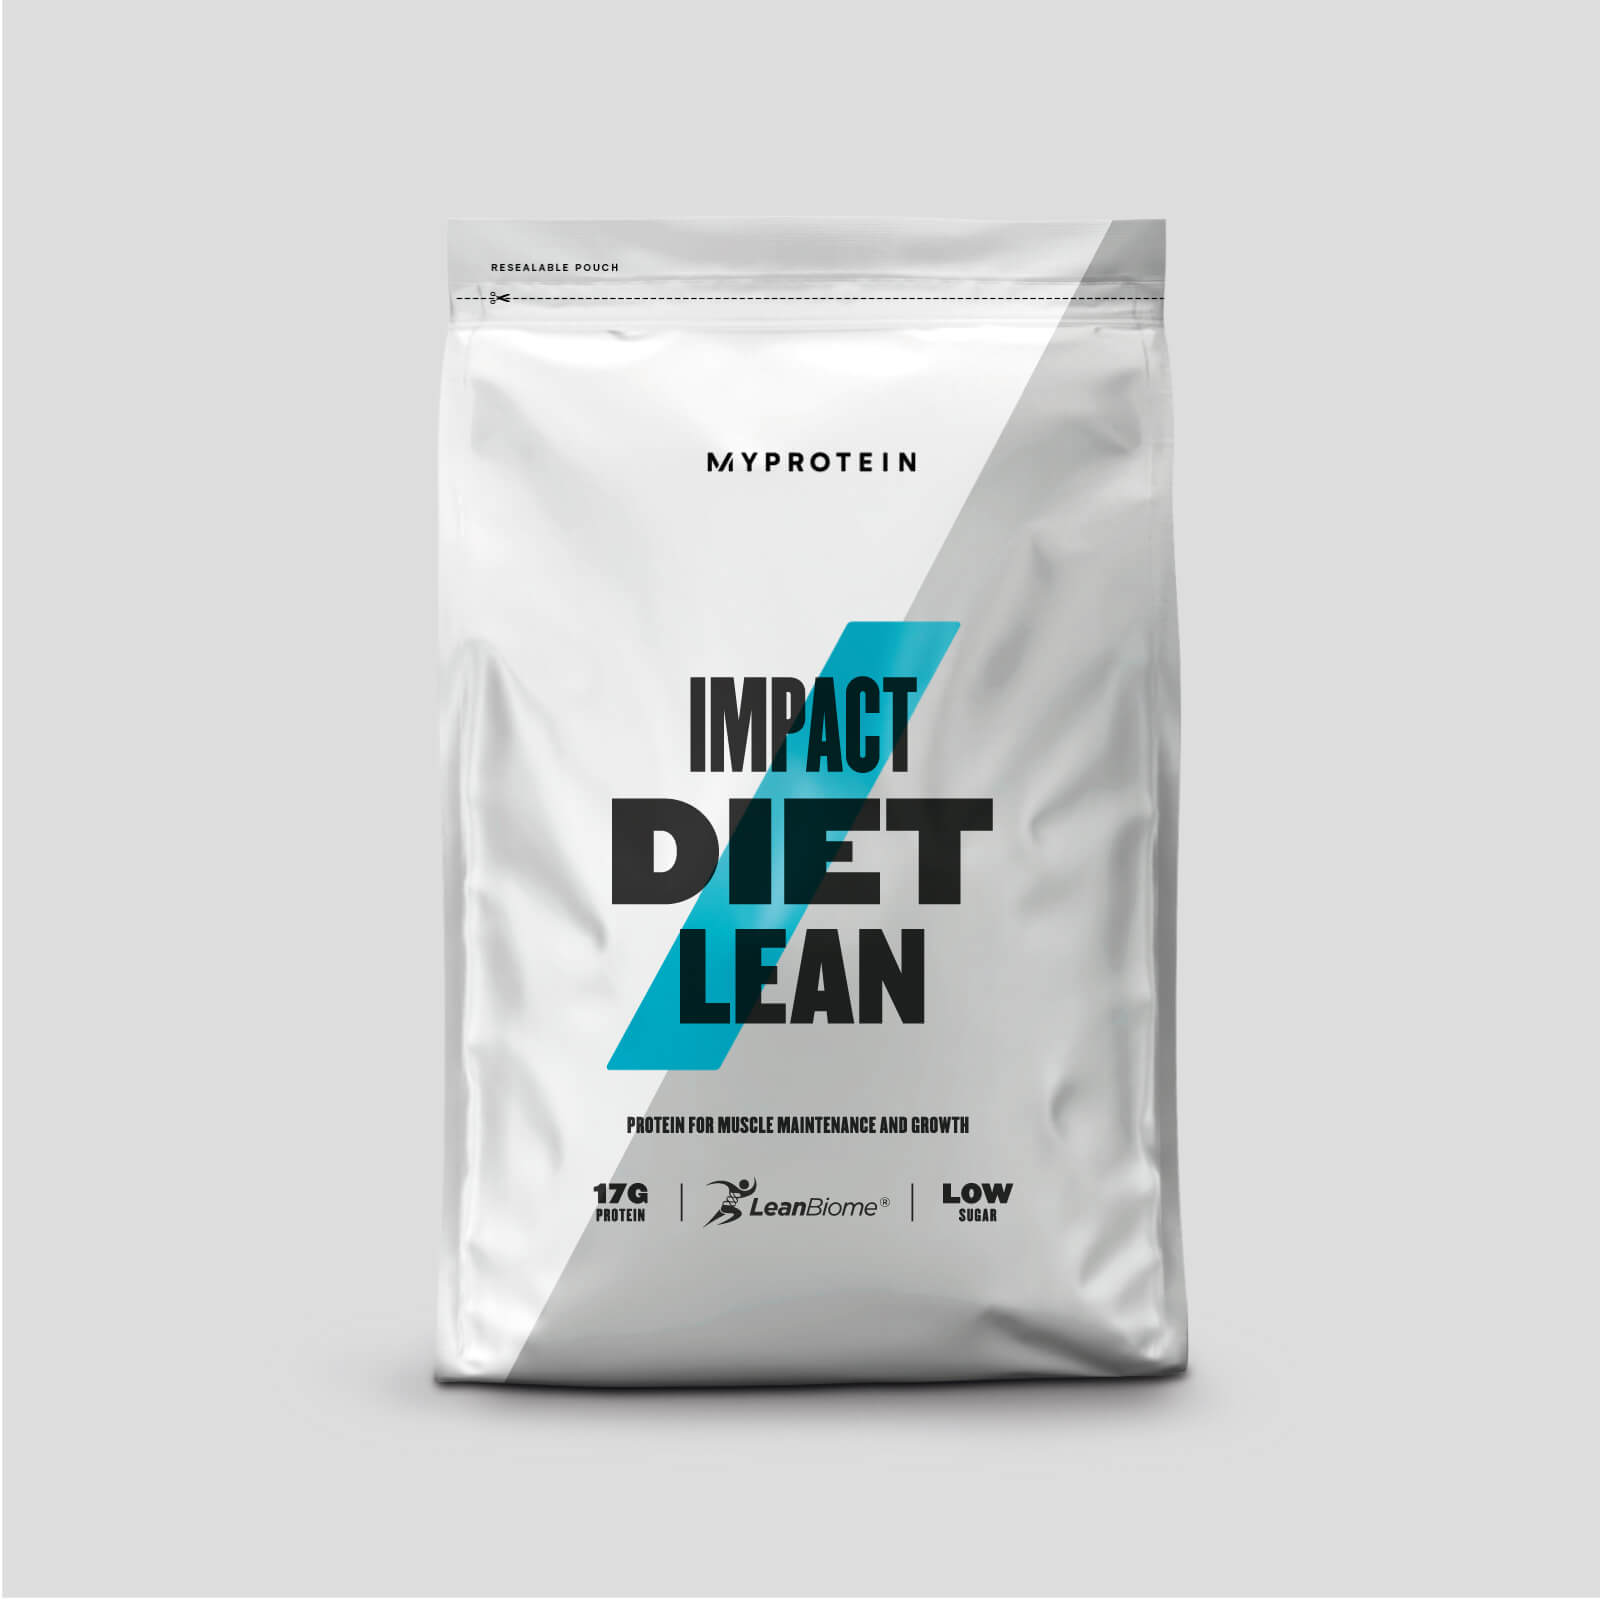 RESEALABLE POUCH
MYPROTEIN
IMPACT
DIET
LEAN
PROTEIN FOR MUSCLE MAINTENANCE AND GROWTH
17G
PROTEIN
LeanBiome®
LOW
SUGAR